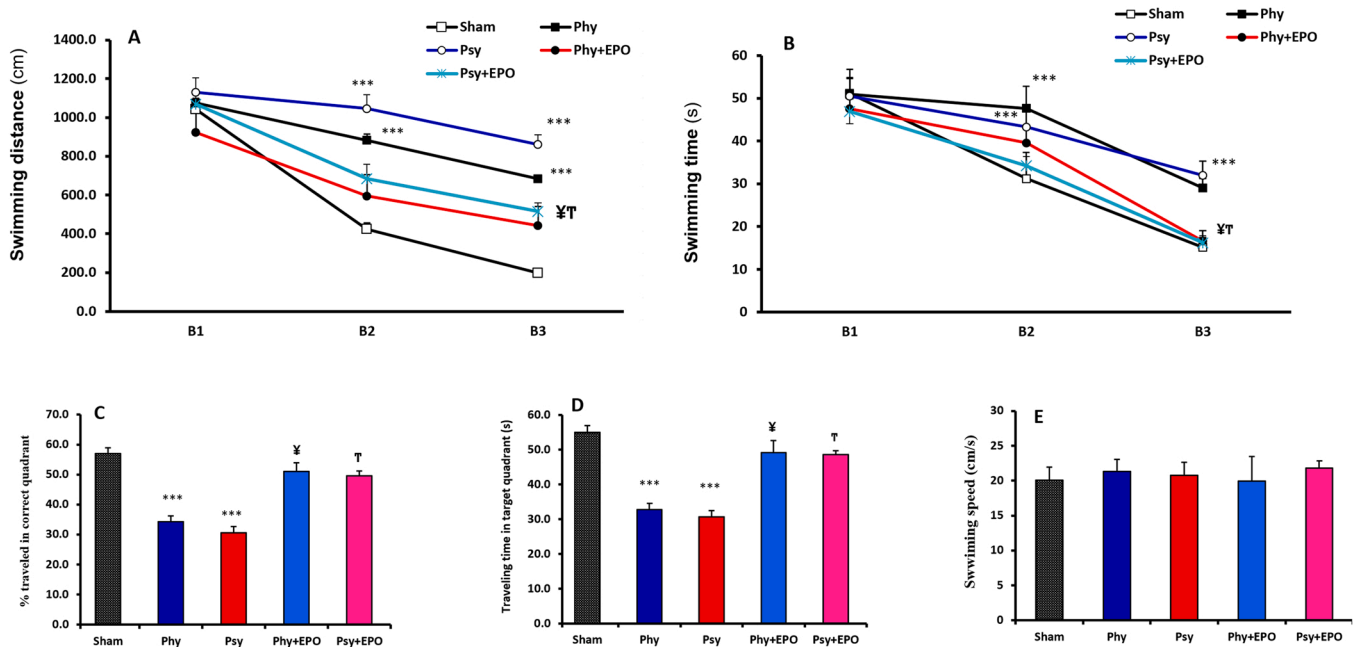 A
Sham
Phy
Psy
Phy+EPO
Psy+EPO
Swimming distance (cm)
1400.0
1200.0
1000.0
800.0
600.0
400.0
200.0
0.0
***
***
***
***
¥Ͳ
B1
B2
B3
B
Sham
Phy
Psy
Phy+EPO
Psy+EPO
Swimming time (s)
60
50
40
30
20
10
0
***
***
***
¥Ͳ
B1
B2
B3
C
% traveled in correct quadrant
70.0
60.0
50.0
40.0
30.0
20.0
10.0
0.0
***
***
¥
Ͳ
Sham
Phy
Psy
Phy+EPO
Psy+EPO
D
Traveling time in target quadrant (s)
60.0
50.0
40.0
30.0
20.0
10.0
0.0
***
***
¥
Ͳ
Sham
Phy
Psy
Phy+EPO
Psy+EPO
E
Swwiming speed (cm/s)
25
20
15
10
5
0
Sham
Phy
Psy
Phy+EPO
Psy+EPO